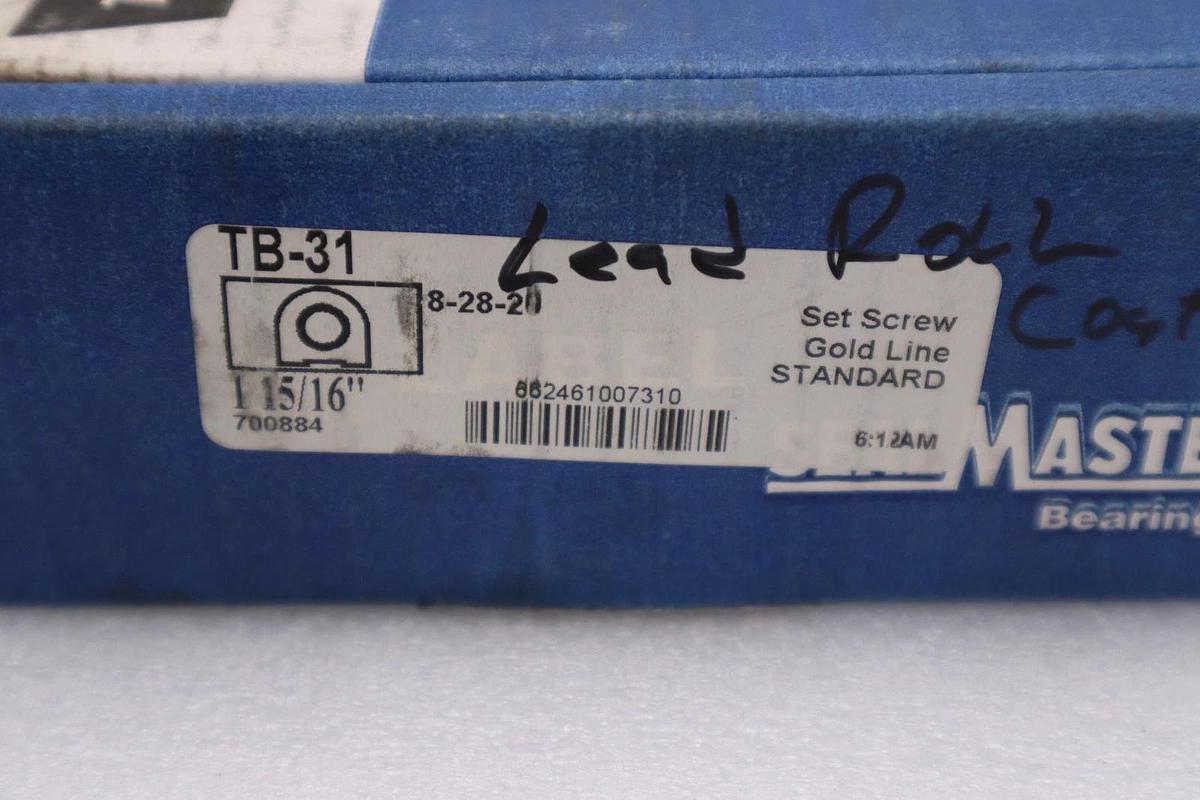 TB-31
8-28-20
1 15/16"
700884
662461007310
Set Screw
Gold Line
STANDARD
6:12AM
Lead Roll
MASTE
Bearing